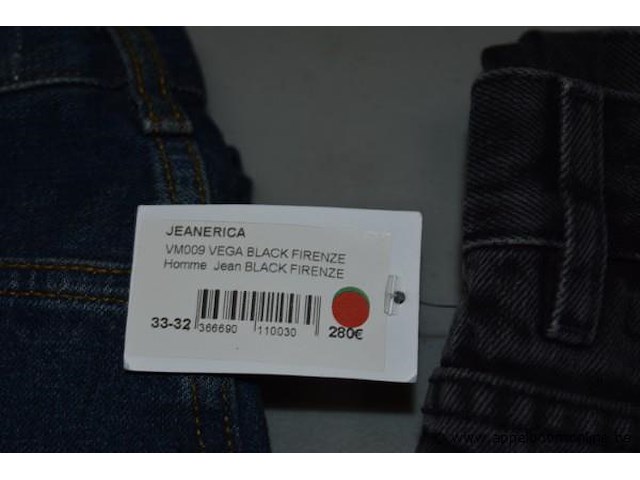 JEANERICA
VM009 VEGA BLACK FIRENZE
Homme Jean BLACK FIRENZE
33-32
366690 110030
280€